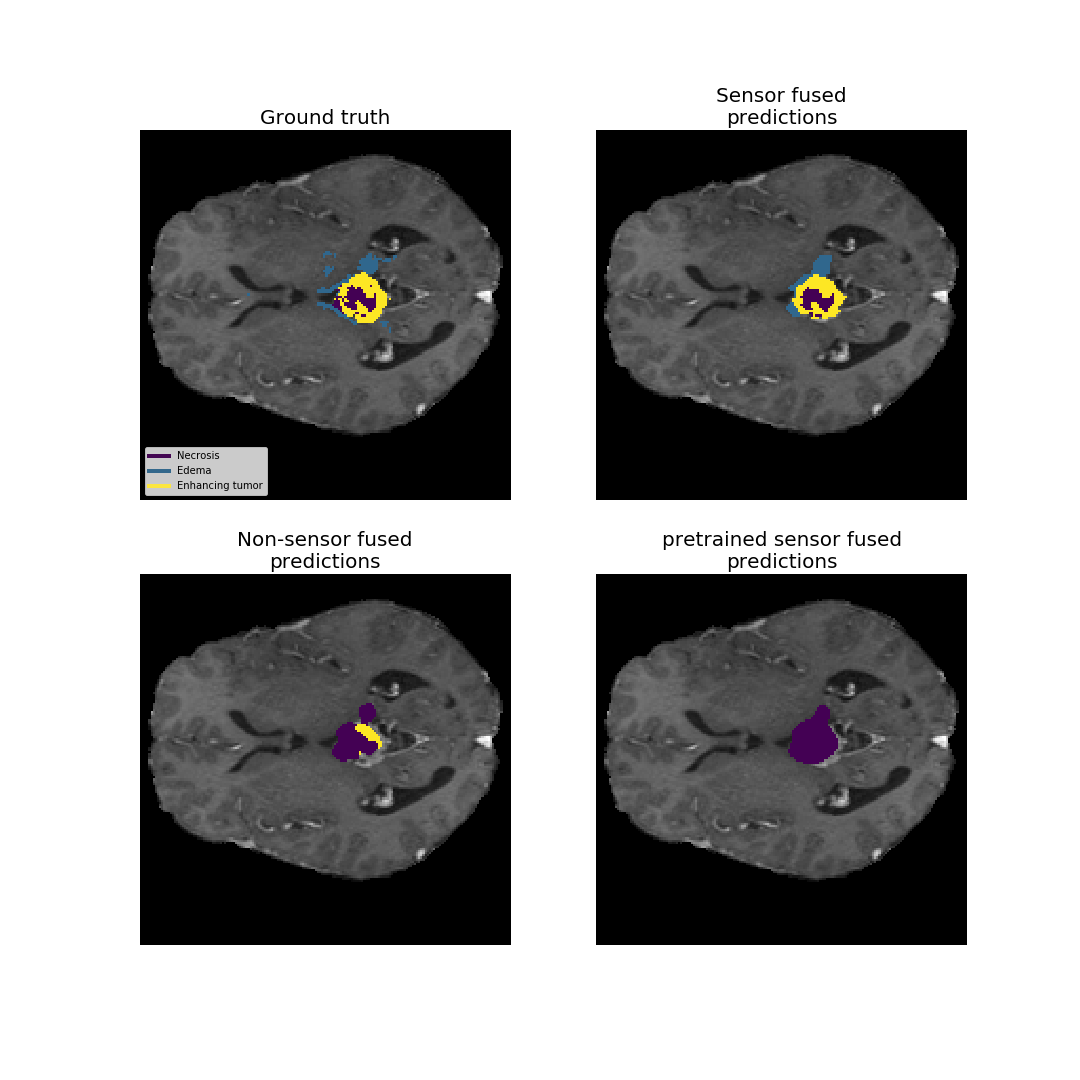 Ground truth
Sensor fused
predictions
Necrosis
Edema
Enhancing tumor
Non-sensor fused
predictions
pretrained sensor fused
predictions